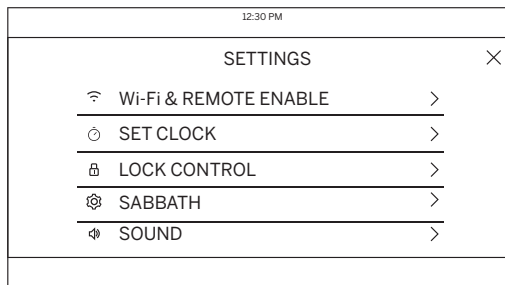 12:30 PM
SETTINGS
Wi-Fi & REMOTE ENABLE
SET CLOCK
LOCK CONTROL
SABBATH
SOUND